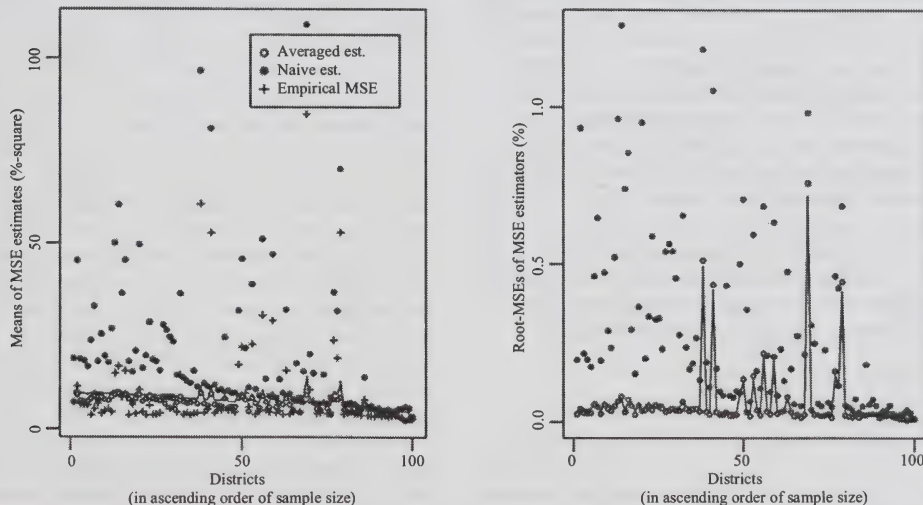 Means of MSE estimates (%-square)
100
50
0
Averaged est.
Naive est.
Empirical MSE
0 50 100
Districts
(in ascending order of sample size)
Root-MSEs of MSE estimators (%)
1.0
0.5
0.0
0 50 100
Districts
(in ascending order of sample size)